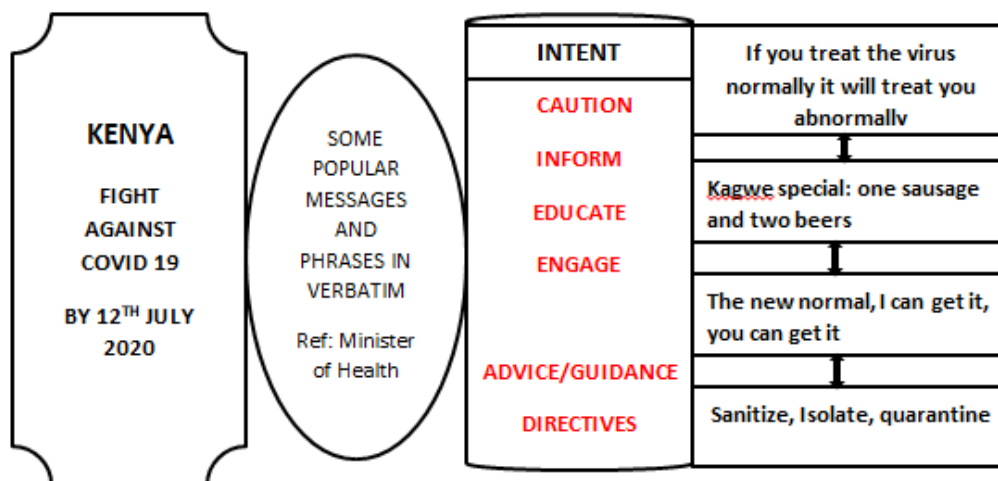 KENYA
FIGHT
AGAINST
COVID 19
BY 12TH JULY
2020
SOME
POPULAR
MESSAGES
AND
PHRASES IN
VERBATIM
Ref: Minister
of Health
INTENT
CAUTION
INFORM
EDUCATE
ENGAGE
ADVICE/GUIDANCE
DIRECTIVES
If you treat the virus
normally it will treat you
abnormally
Kagwe special: one sausage
and two beers
The new normal, I can get it,
you can get it
Sanitize, Isolate, quarantine